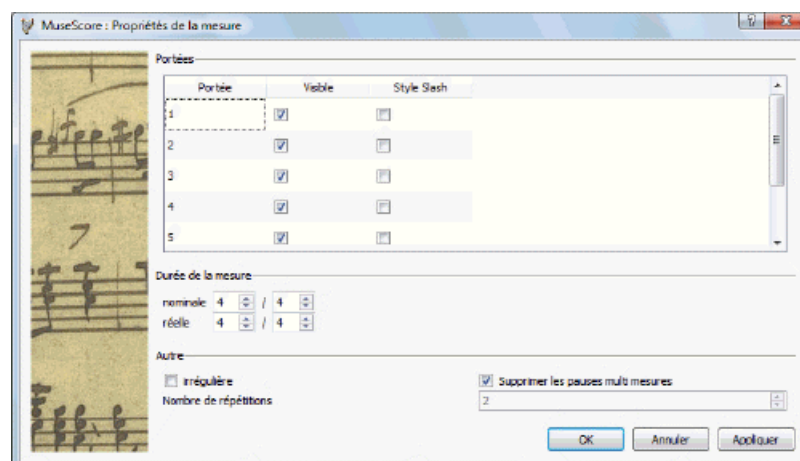 MuseScore : Propriétés de la mesure
Portées
Portée Visible Style Slash
1
2
3
4
5
Durée de la mesure
nominale 4 / 4
réelle 4 / 4
Autre
irrégulière Supprimer les pauses multi mesures
Nombre de répétitions 2
OK Annuler Appliquer